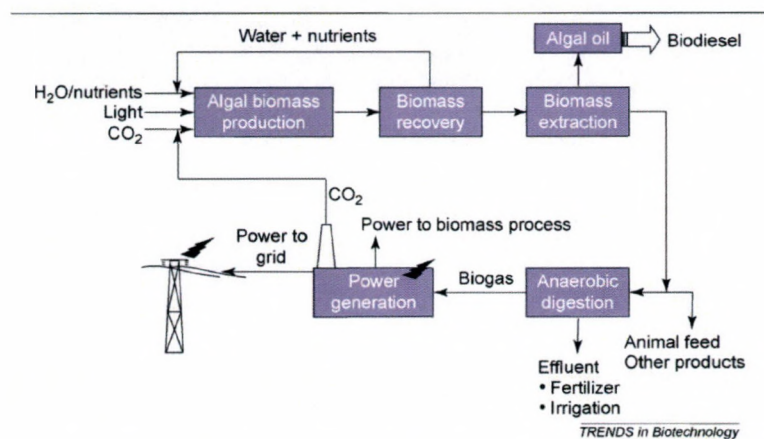 Water + nutrients
Algal oil
Biodiesel
H₂O/nutrients
Light
CO₂
Algal biomass
production
Biomass
recovery
Biomass
extraction
CO₂
Power to
grid
Power to biomass process
Power
generation
Biogas
Anaerobic
digestion
Animal feed
Other products
Effluent
• Fertilizer
• Irrigation
TRENDS in Biotechnology